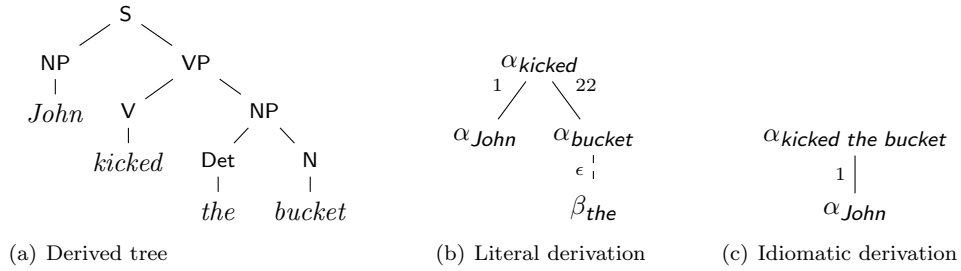 S
NP VP
John V NP
kicked Det N
the bucket
(a) Derived tree
α_kicked
1 22
α_John α_bucket
ϵ
β_the
(b) Literal derivation
α_kicked the bucket
1
α_John
(c) Idiomatic derivation